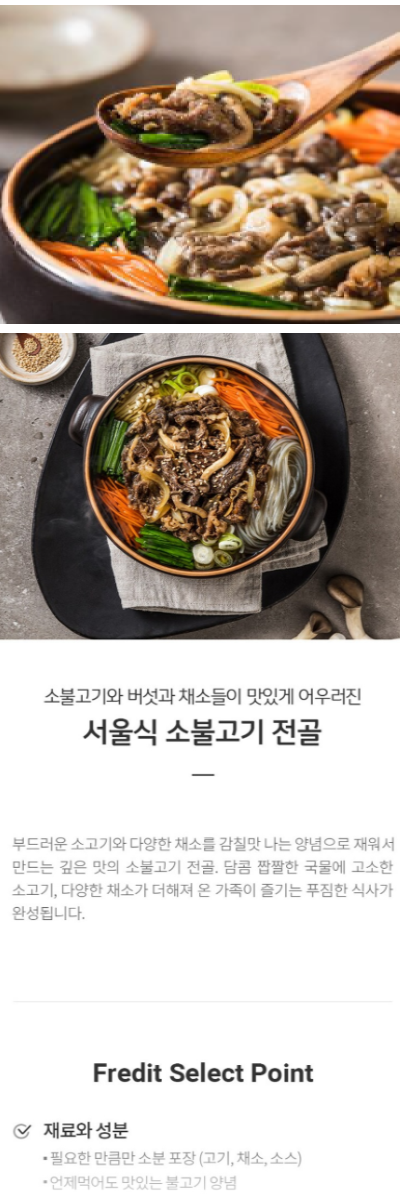 소불고기와 버섯과 채소들이 맛있게 어우러진
서울식 소불고기 전골
부드러운 소고기와 다양한 채소를 감칠맛 나는 양념으로 재워서
만드는 깊은 맛의 소불고기 전골. 담콤 짭짤한 국물에 고소한
소고기, 다양한 채소가 더해져 온 가족이 즐기는 푸짐한 식사가
완성됩니다.
Fredit Select Point
재료와 성분
▪ 필요한 만큼만 소분 포장 (고기, 채소, 소스)
▪ 언제먹어도 맛있는 불고기 양념